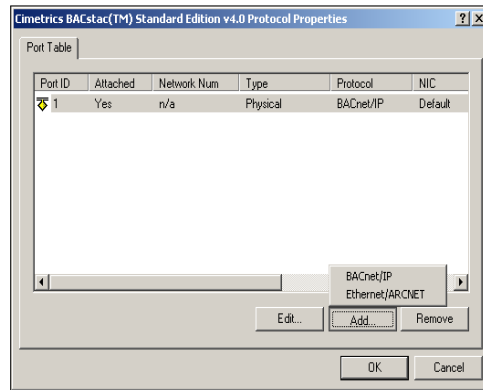 Cimetrics BACstac(TM) Standard Edition v4.0 Protocol Properties ? x
Port Table
Port ID Attached Network Num Type Protocol NIC
1 Yes n/a Physical BACnet/IP Default
BACnet/IP
Ethernet/ARCNET
Edit... Add... Remove
OK Cancel